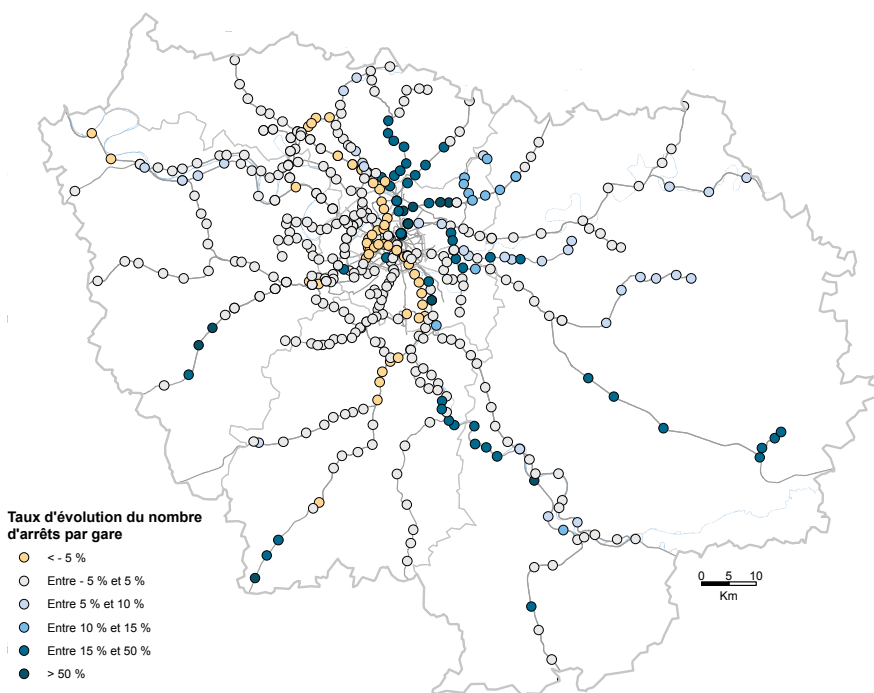 Taux d'évolution du nombre
d'arrêts par gare
< - 5 %
Entre - 5 % et 5 %
Entre 5 % et 10 %
Entre 10 % et 15 %
Entre 15 % et 50 %
> 50 %
0 5 10
Km